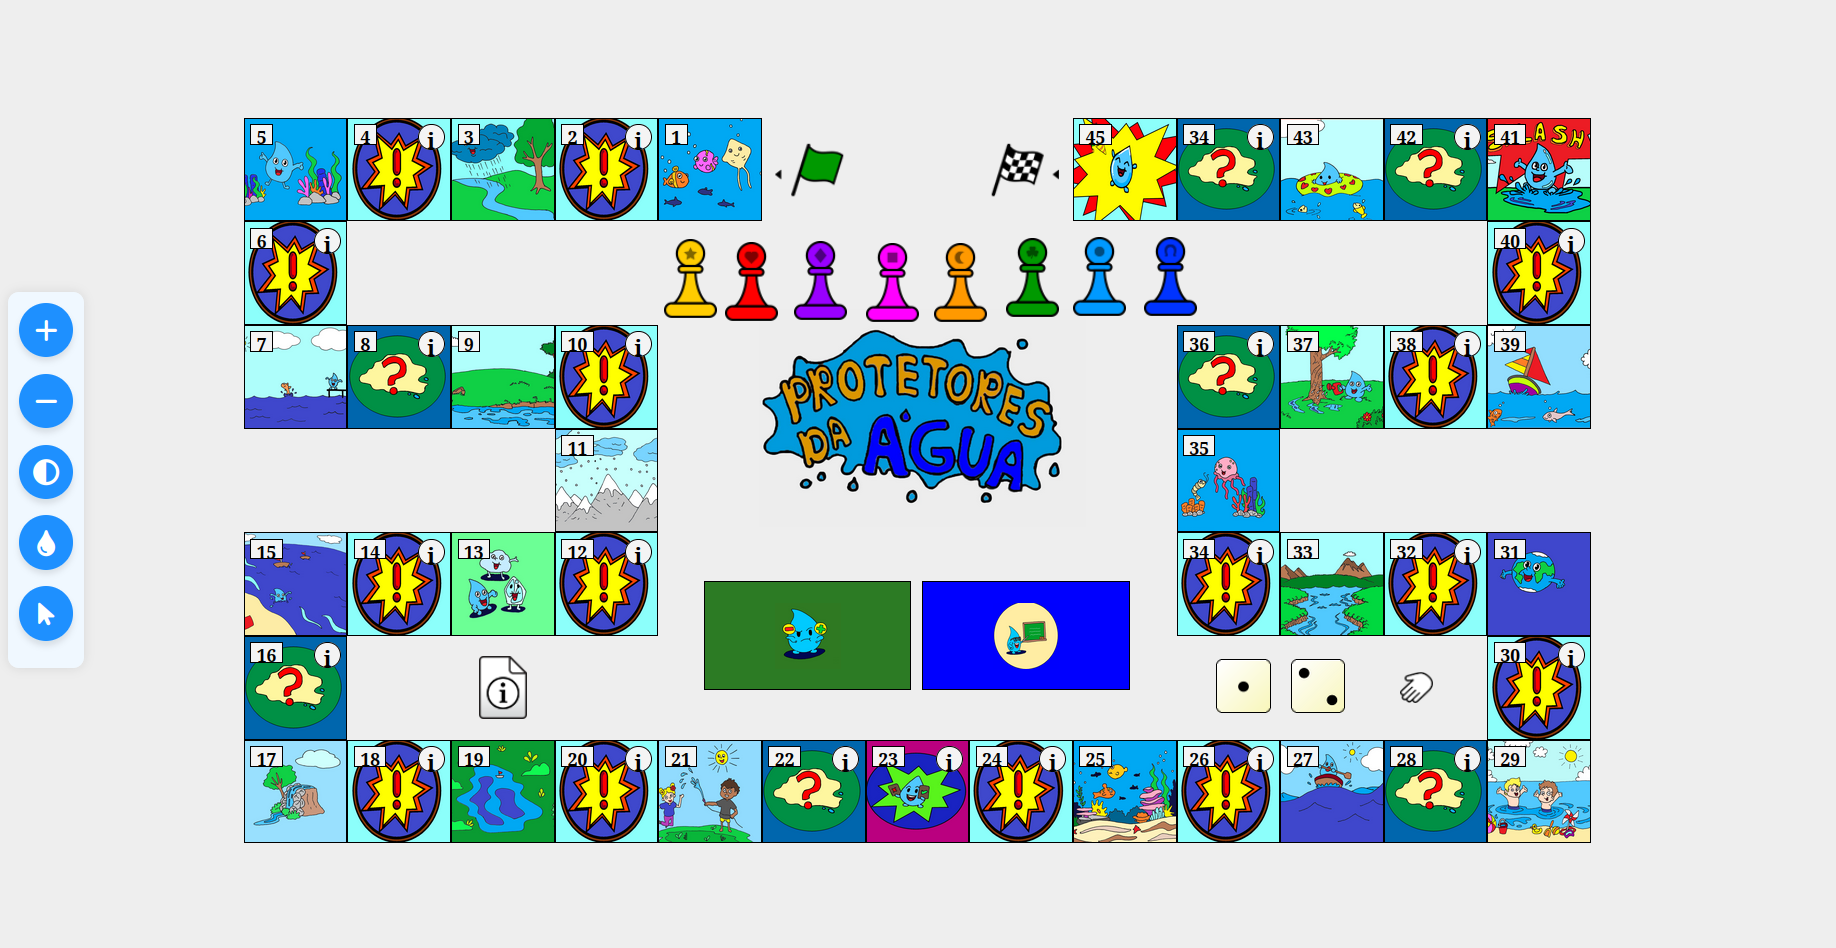 5 4 i 3 2 i 1 45 34 i 43 42 i 41
SPLASH
6 i 40 i
7 8 i 9 10 i 36 i 37 38 i 39
PROTETORES
DA ÁGUA
11 35
15 14 i 13 12 i 34 i 33 32 i 31
16 i i 30 i
17 18 i 19 20 i 21 22 i 23 i 24 i 25 26 i 27 28 i 29